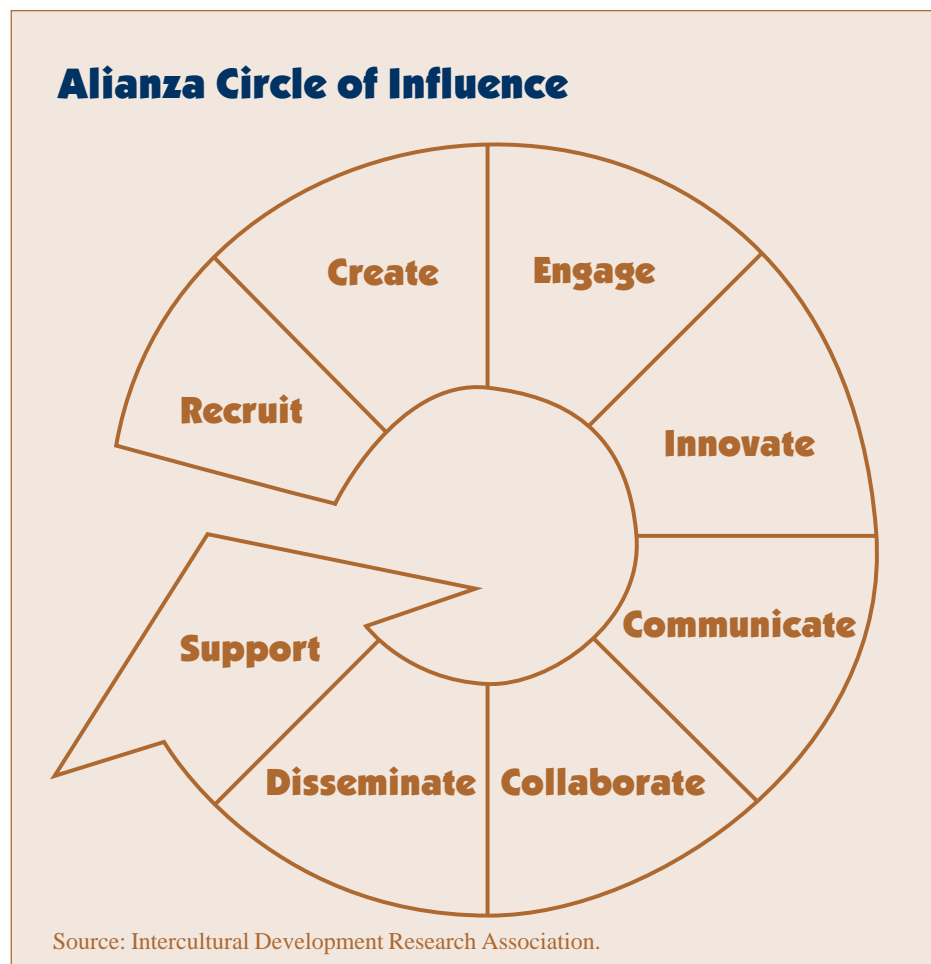 Alianza Circle of Influence
Create
Engage
Recruit
Innovate
Communicate
Support
Disseminate
Collaborate
Source: Intercultural Development Research Association.